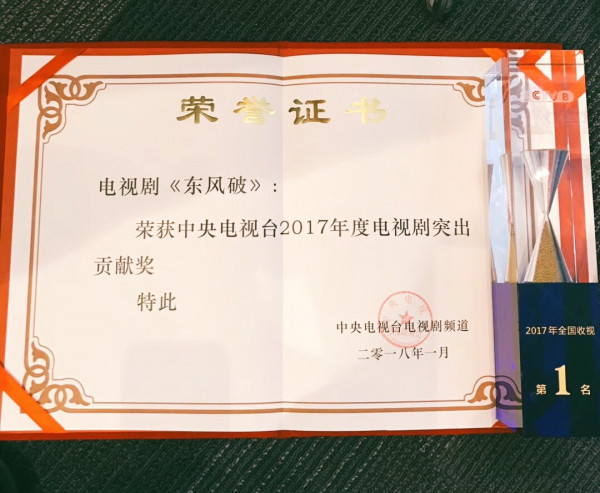 荣誉证书
电视剧《东风破》:
荣获中央电视台2017年度电视剧突出
贡献奖
特此
中央电视台电视剧频道
二零一八年一月
2017年全国收视
第1名